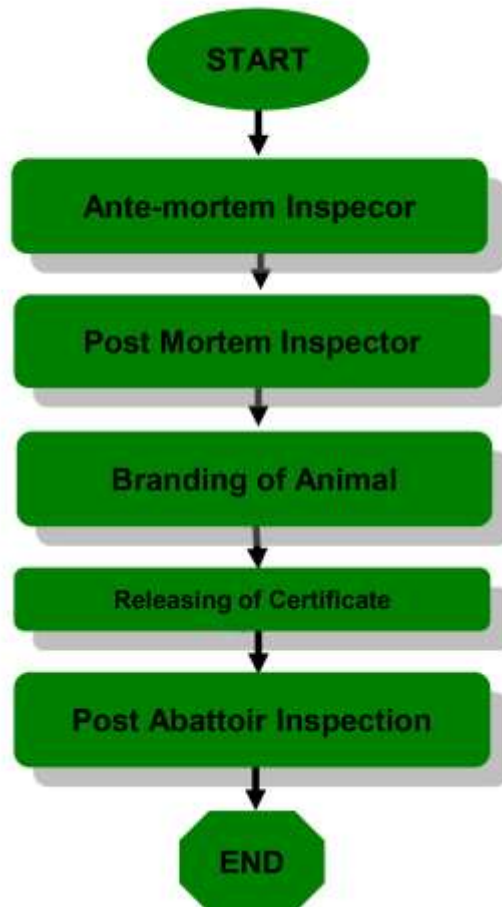 START
Ante-mortem Inspecor
Post Mortem Inspector
Branding of Animal
Releasing of Certificate
Post Abattoir Inspection
END